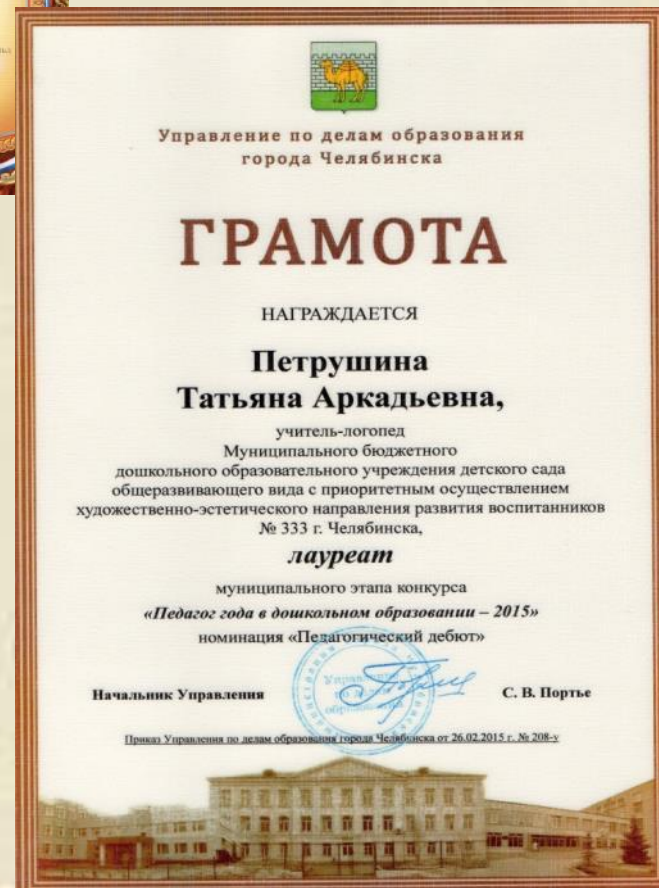 Управление по делам образования
города Челябинска
ГРАМОТА
НАГРАЖДАЕТСЯ
Петрушина
Татьяна Аркадьевна,
учитель-логопед
Муниципального бюджетного
дошкольного образовательного учреждения детского сада
общеразвивающего вида с приоритетным осуществлением
художественно-эстетического направления развития воспитанников
№ 333 г. Челябинска,
лауреат
муниципального этапа конкурса
«Педагог года в дошкольном образовании – 2015»
номинация «Педагогический дебют»
Начальник Управления С. В. Портье
Приказ Управления по делам образования города Челябинска от 26.02.2015 г. № 208-у